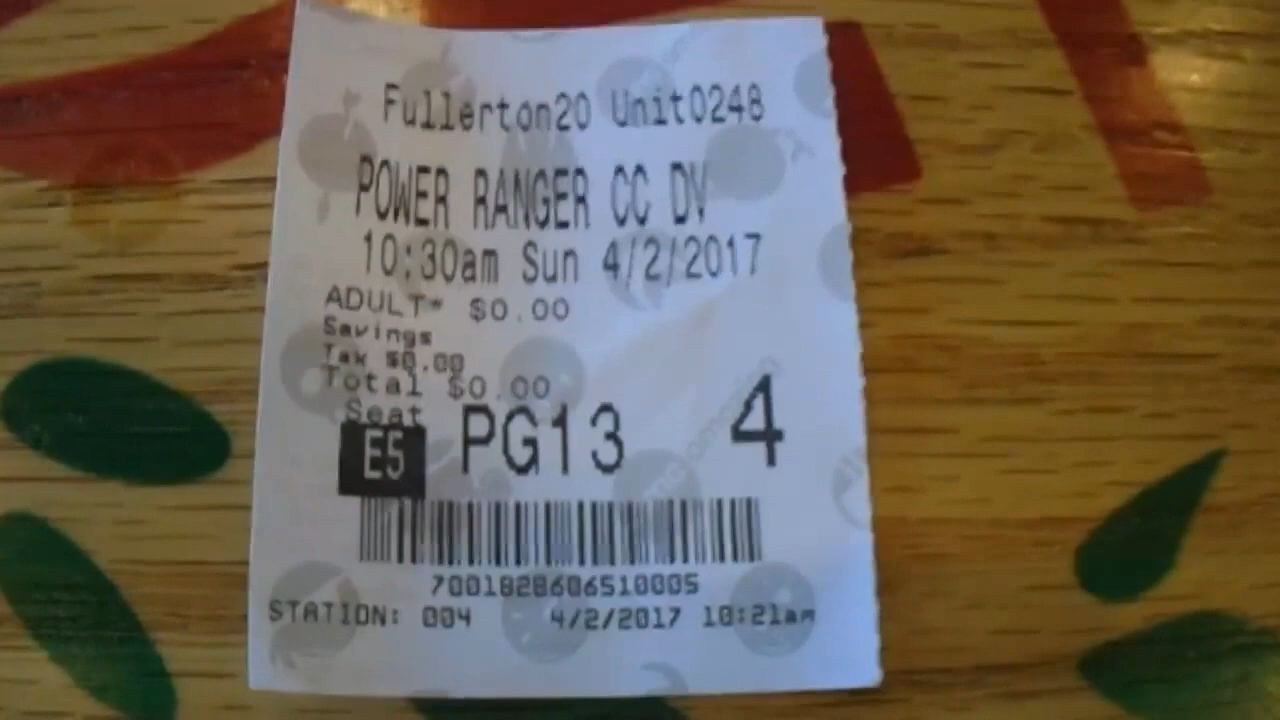 Fullerton20 Unit0248
POWER RANGER CC DV
10:30am Sun 4/2/2017
ADULT* $0.00
Savings
Tax $0.00
Total $0.00
Seat
E5 PG13 4
7001828606510005
STATION: 004 4/2/2017 10:21am